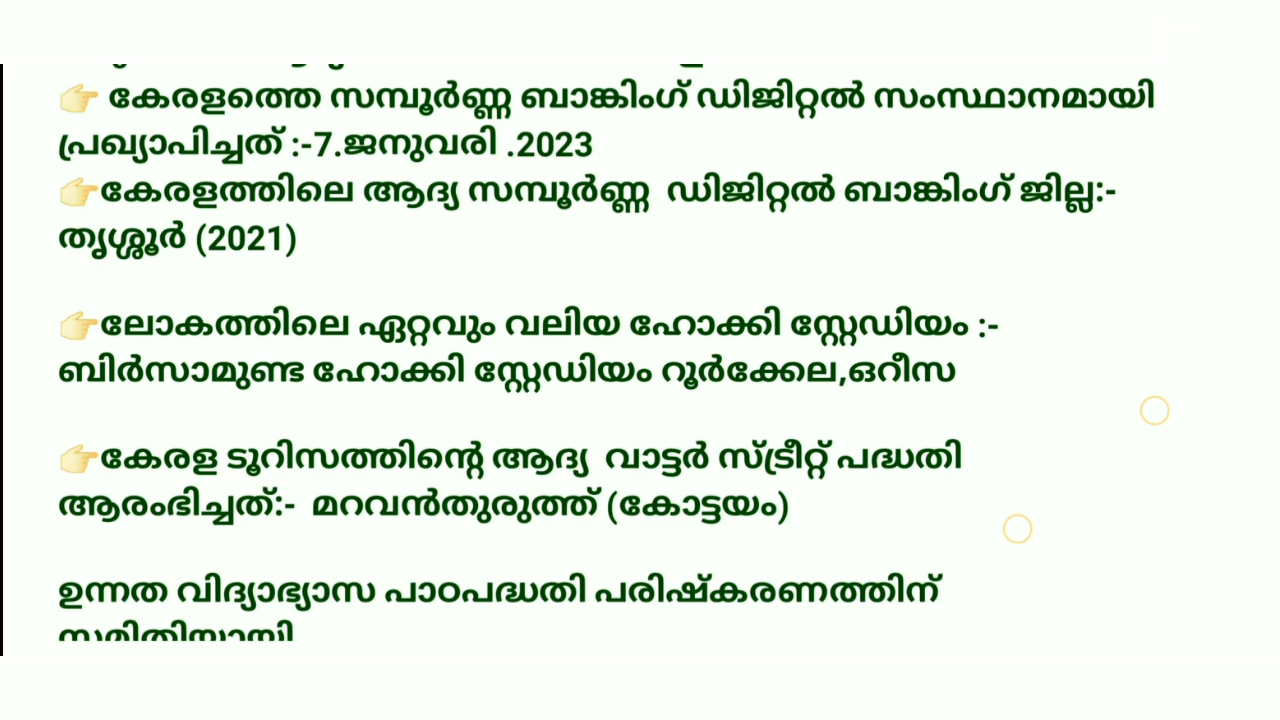 👉 കേരളത്തെ സമ്പൂർണ്ണ ബാങ്കിംഗ് ഡിജിറ്റൽ സംസ്ഥാനമായി
പ്രഖ്യാപിച്ചത് :-7.ജനുവരി .2023
👉കേരളത്തിലെ ആദ്യ സമ്പൂർണ്ണ ഡിജിറ്റൽ ബാങ്കിംഗ് ജില്ല:-
തൃശ്ശൂർ (2021)
👉ലോകത്തിലെ ഏറ്റവും വലിയ ഹോക്കി സ്റ്റേഡിയം :-
ബിർസാമുണ്ട ഹോക്കി സ്റ്റേഡിയം റൂർക്കേല,ഒറീസ
👉കേരള ടൂറിസത്തിന്റെ ആദ്യ വാട്ടർ സ്ട്രീറ്റ് പദ്ധതി
ആരംഭിച്ചത്:- മറവൻതുരുത്ത് (കോട്ടയം)
ഉന്നത വിദ്യാഭ്യാസ പാഠപദ്ധതി പരിഷ്കരണത്തിന്
സമിതിയായി